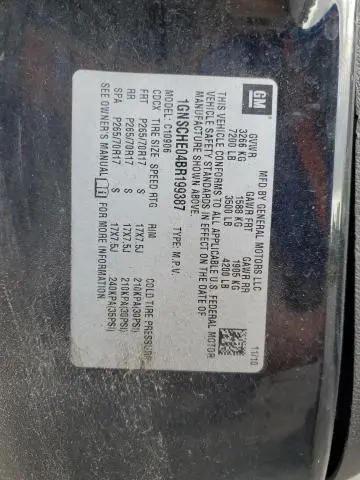 GM
MFD BY GENERAL MOTORS LLC
11/10
GVWR GAWR FRT GAWR RR
3266 KG 1588 KG 1905 KG
7200 LB 3500 LB 4200 LB
THIS VEHICLE CONFORMS TO ALL APPLICABLE U.S. FEDERAL MOTOR
VEHICLE SAFETY STANDARDS IN EFFECT ON THE DATE OF
MANUFACTURE SHOWN ABOVE.
1GNSCHE04BR199387 TYPE: M.P.V.
CDCX MODEL: C10906
TIRE SIZE SPEED RTG RIM COLD TIRE PRESSURE
FRT P265/70R17 S 17X7.5J 210KPA(30PSI)
RR P265/70R17 S 17X7.5J 210KPA(30PSI)
SPA P265/70R17 S 17X7.5J 240KPA(35PSI)
SEE OWNER'S MANUAL FOR MORE INFORMATION